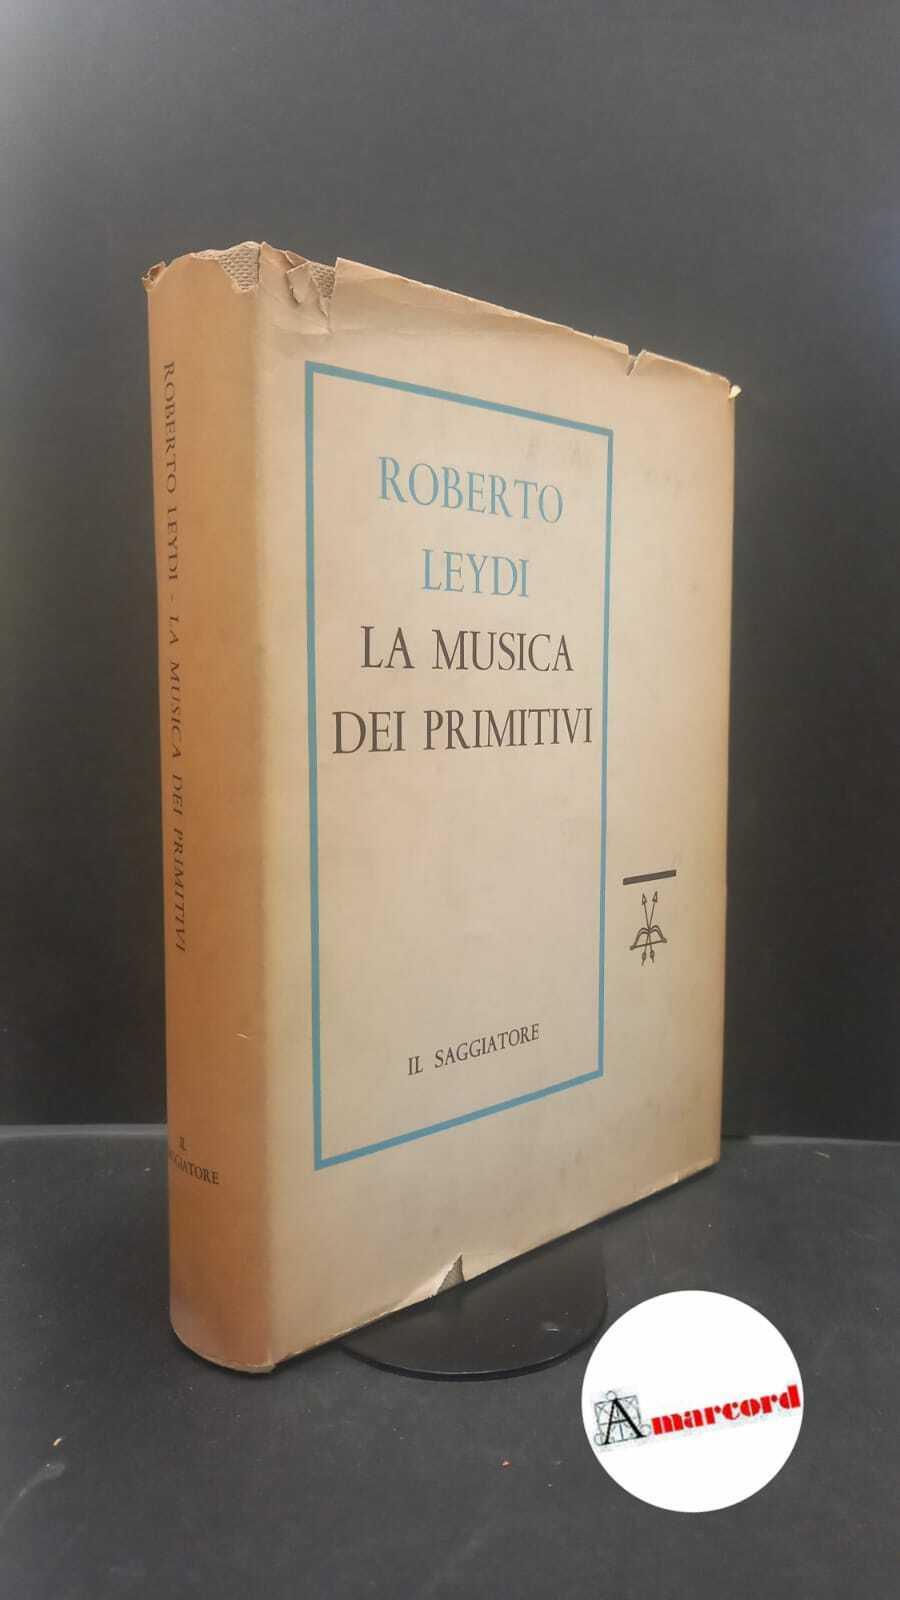 ROBERTO
LEYDI
LA MUSICA
DEI PRIMITIVI
IL SAGGIATORE
ROBERTO LEYDI - LA MUSICA DEI PRIMITIVI
IL
SAGGIATORE
Amarcord